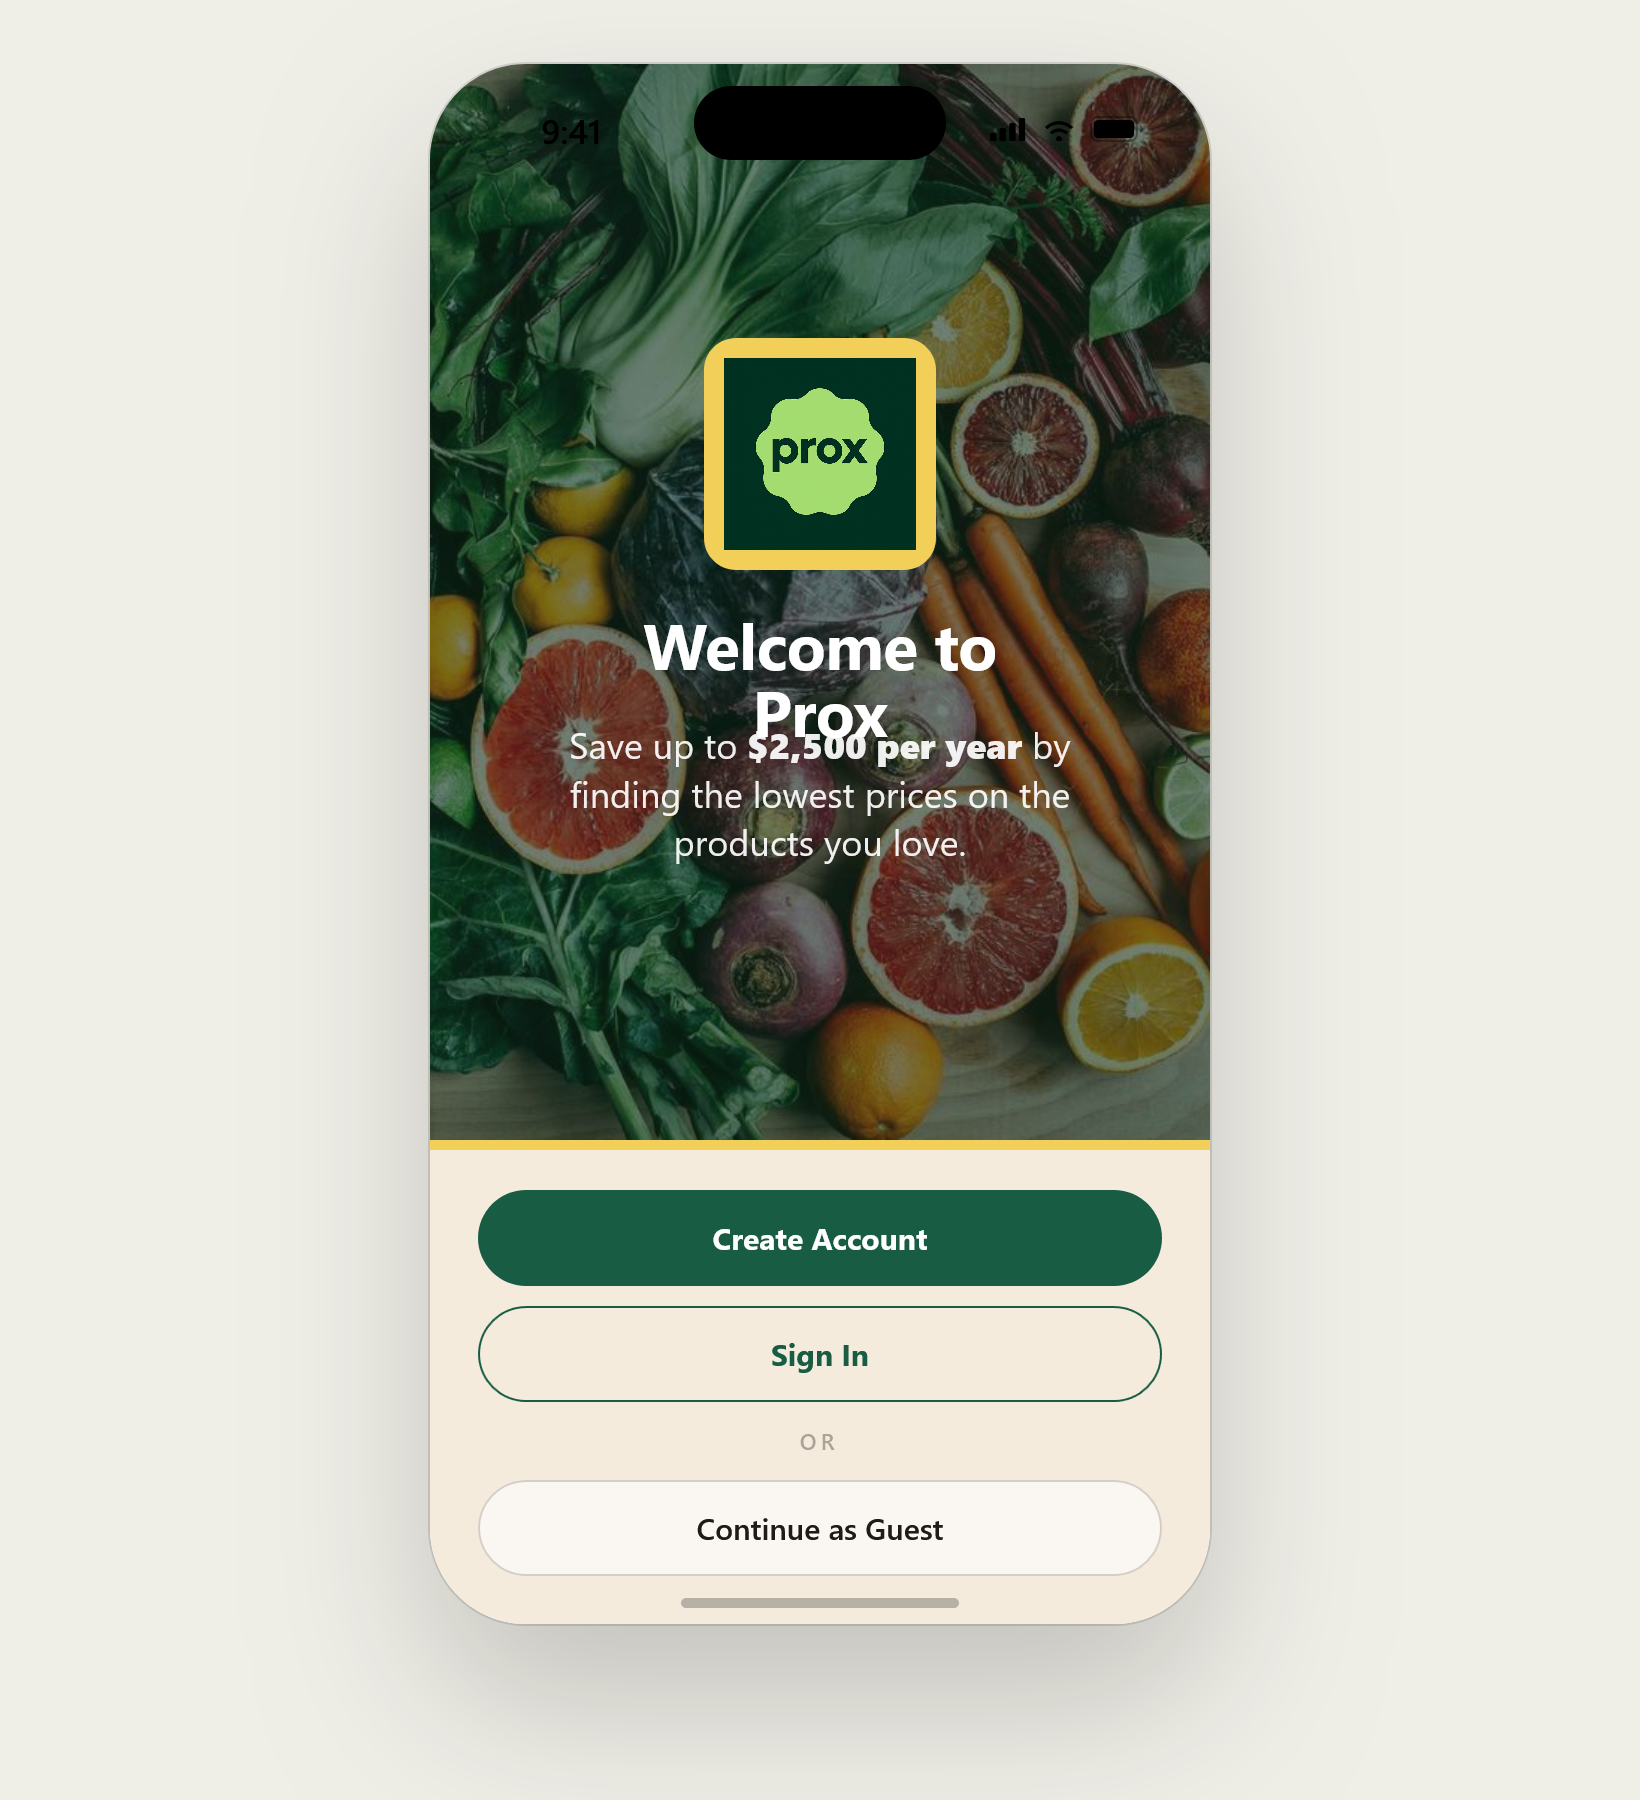 9:41
prox
Welcome to
Prox
Save up to $2,500 per year by
finding the lowest prices on the
products you love.
Create Account
Sign In
OR
Continue as Guest